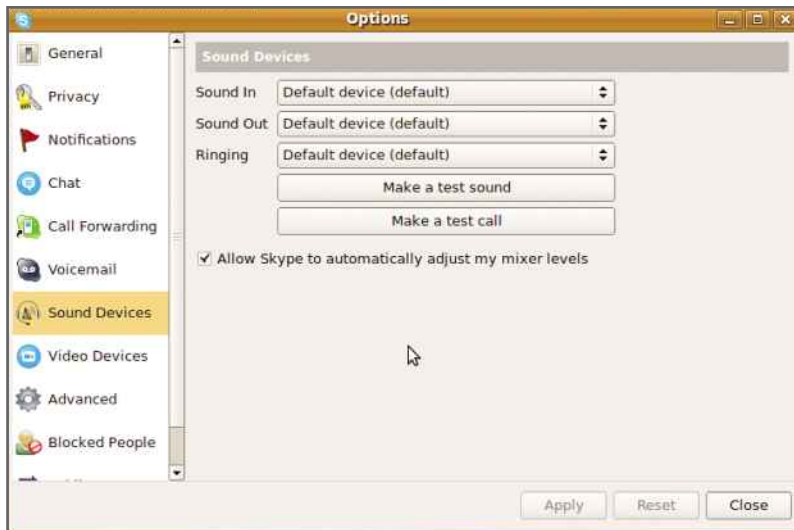 Options
General
Privacy
Notifications
Chat
Call Forwarding
Voicemail
Sound Devices
Video Devices
Advanced
Blocked People
Sound Devices
Sound In Default device (default)
Sound Out Default device (default)
Ringing Default device (default)
Make a test sound
Make a test call
Allow Skype to automatically adjust my mixer levels
Apply Reset Close